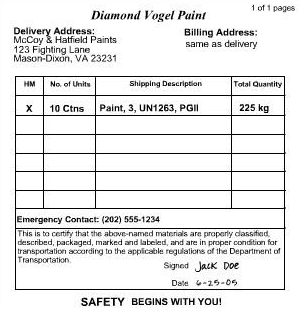 1 of 1 pages
Diamond Vogel Paint
Delivery Address: Billing Address:
McCoy & Hatfield Paints same as delivery
123 Fighting Lane
Mason-Dixon, VA 23231
HM No. of Units Shipping Description Total Quantity
X 10 Ctns Paint, 3, UN1263, PGII 225 kg
Emergency Contact: (202) 555-1234
This is to certify that the above-named materials are properly classified,
described, packaged, marked and labeled, and are in proper condition for
transportation according to the applicable regulations of the Department of
Transportation.
Signed Jack Doe
Date 6-25-05
SAFETY BEGINS WITH YOU!